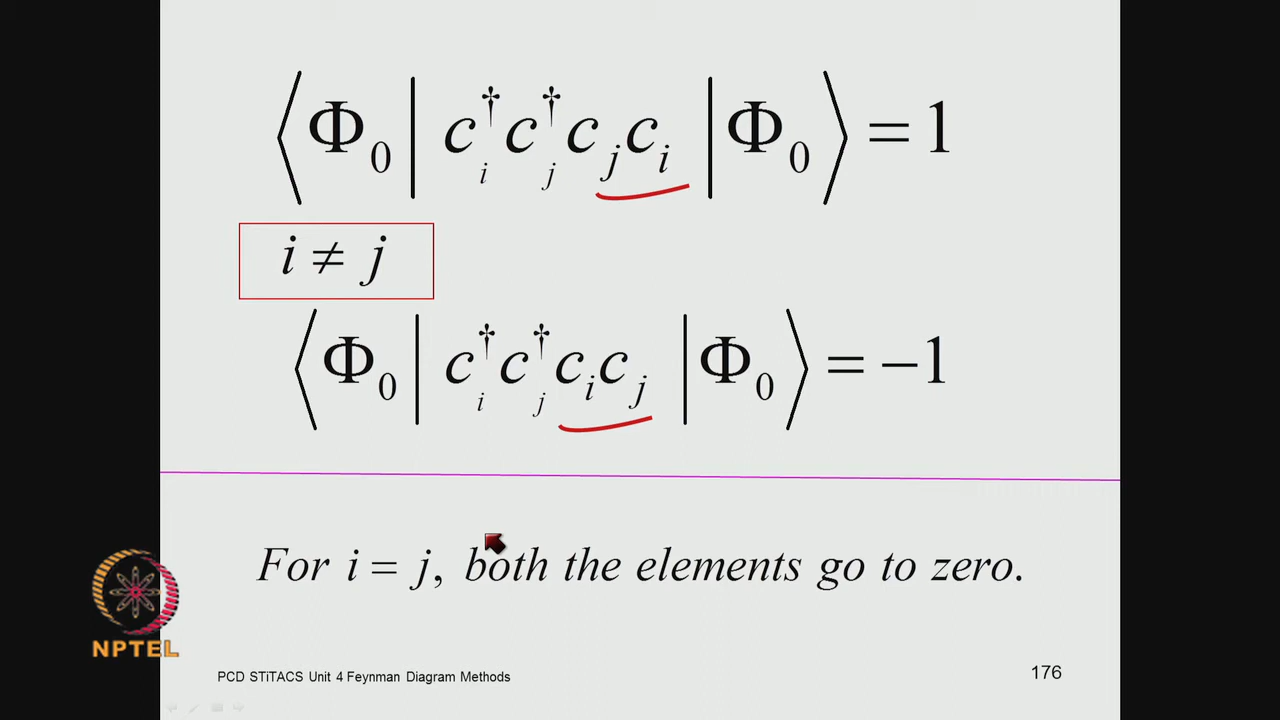 ⟨Φ₀| c†ᵢ c†ⱼ cⱼ cᵢ |Φ₀⟩ = 1
i ≠ j
⟨Φ₀| c†ᵢ c†ⱼ cᵢ cⱼ |Φ₀⟩ = −1
For i = j, both the elements go to zero.
NPTEL
PCD STiTACS Unit 4 Feynman Diagram Methods
176